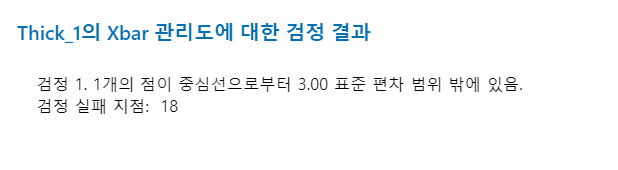 Thick_1의 Xbar 관리도에 대한 검정 결과
검정 1. 1개의 점이 중심선으로부터 3.00 표준 편차 범위 밖에 있음.
검정 실패 지점: 18